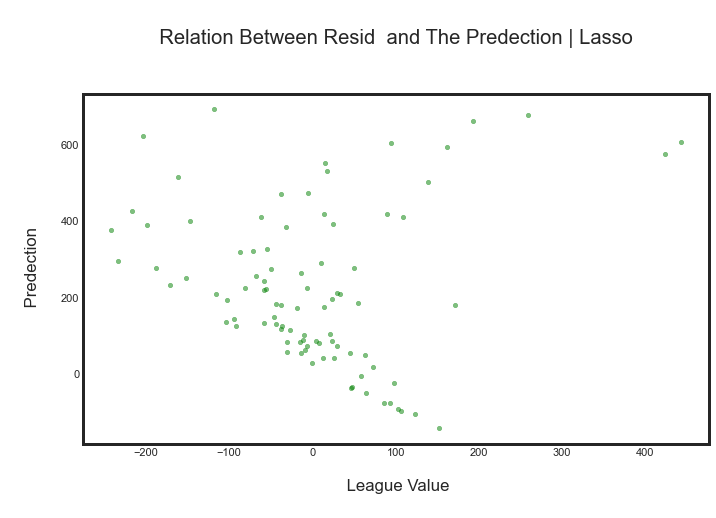 Relation Between Resid  and The Predection | Lasso
600
400
200
0
Predection
−200 −100 0 100 200 300 400
League Value